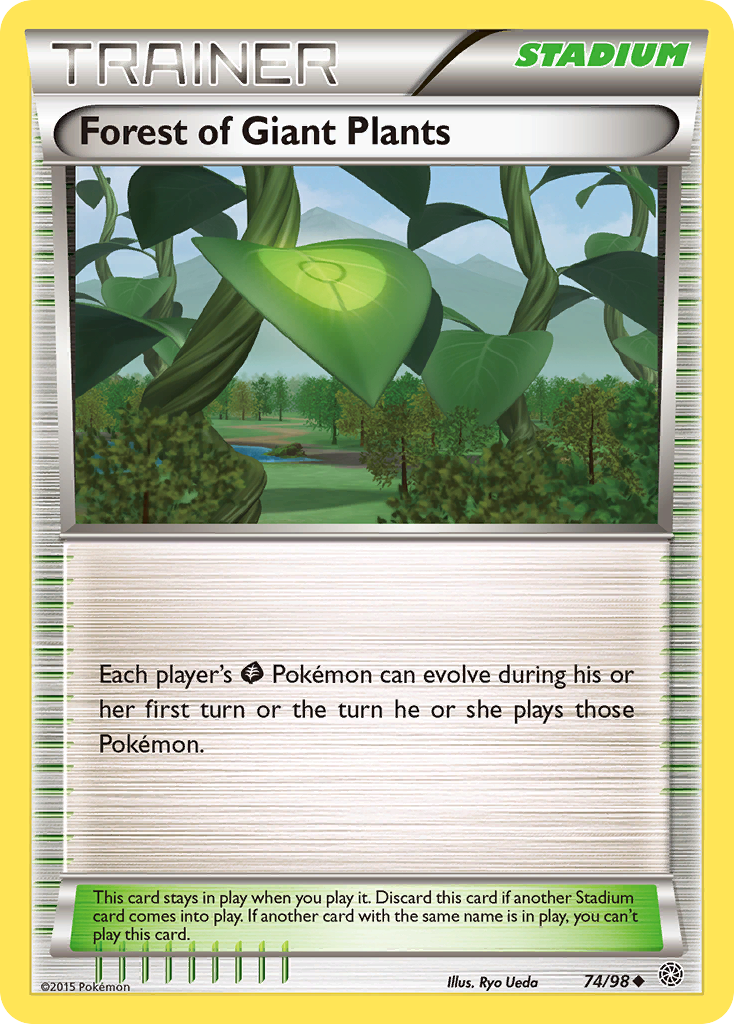 TRAINER
STADIUM
Forest of Giant Plants
Each player's Pokémon can evolve during his or
her first turn or the turn he or she plays those
Pokémon.
This card stays in play when you play it. Discard this card if another Stadium
card comes into play. If another card with the same name is in play, you can't
play this card.
©2015 Pokémon
Illus. Ryo Ueda
74/98